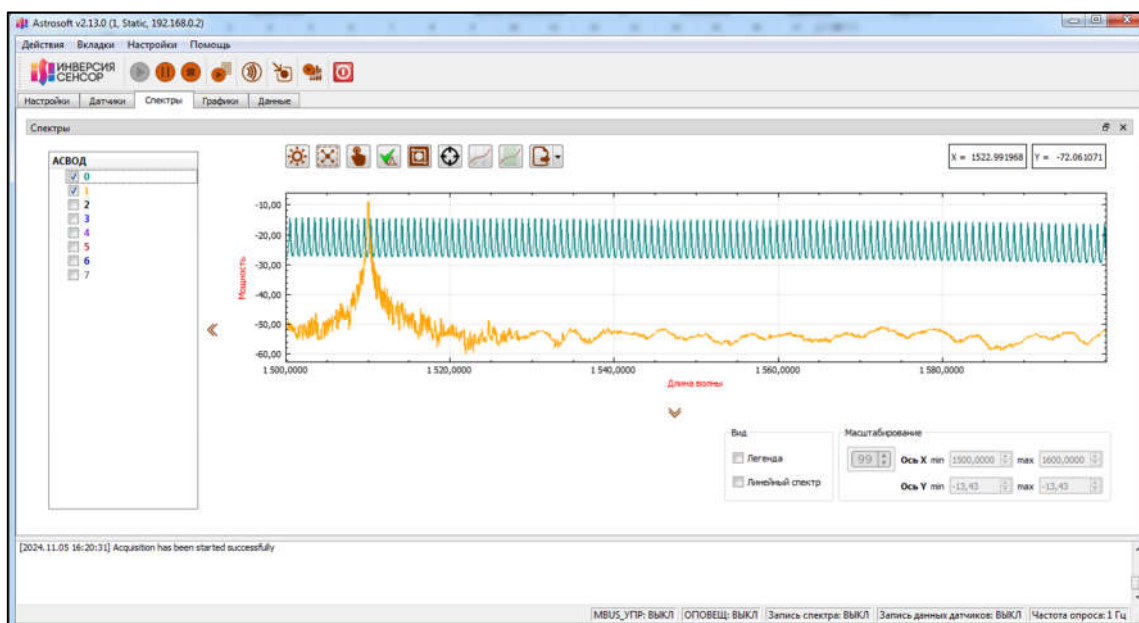 Astrosoft v2.13.0 (1, Static, 192.168.0.2)
Действия Вкладки Настройки Помощь
ИНВЕРСИЯ
СЕНСОР
Настройки Датчики Спектры Графики Данные
Спектры
АСВОД
0
1
2
3
4
5
6
7
X = 1522.991968 Y = -72.061071
-10,00
-20,00
-30,00
-40,00
-50,00
-60,00
Мощность
1 500,0000 1 520,0000 1 540,0000 1 560,0000 1 580,0000
Длина волны
Вид
Легенда
Линейный спектр
Масштабирование
99 Ось X min 1500,0000 max 1600,0000
Ось Y min -13,43 max -13,43
[2024.11.05 16:20:31] Acquisition has been started successfully
MBUS_УПР: ВЫКЛ ОПОВЕЩ: ВЫКЛ Запись спектра: ВЫКЛ Запись данных датчиков: ВЫКЛ Частота опроса: 1 Гц